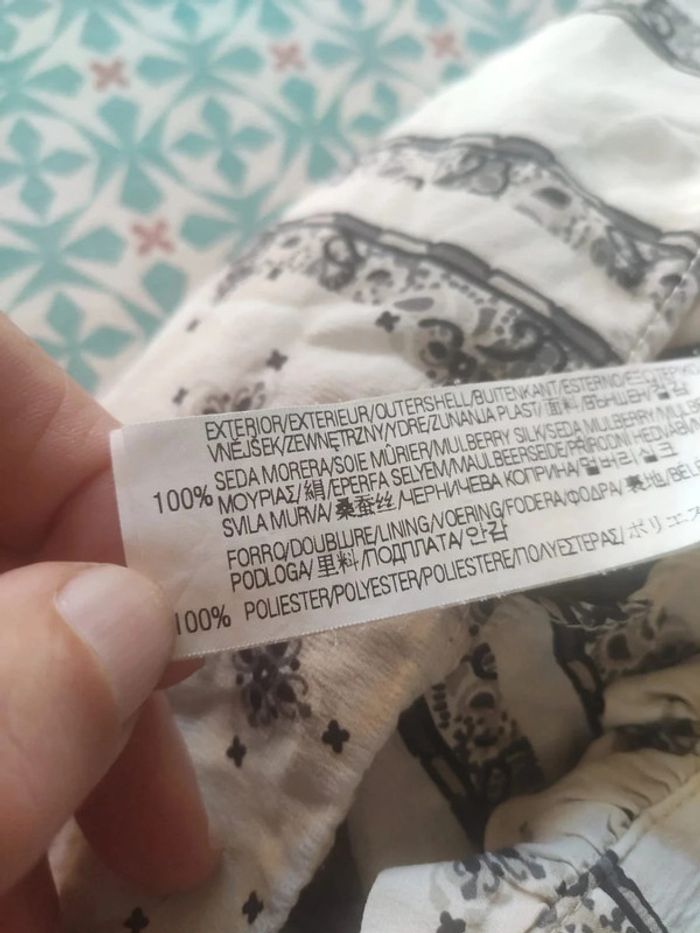 EXTERIOR/EXTERIEUR/OUTERSHELL/BUITENKANT/ESTERNO/
VNĚJŠEK/ZEWNĘTRZNY/YDRE/ZUNANJA PLAST/面料/ВЪНШЕН/
SEDA MORERA/SOIE MÛRIER/MULBERRY SILK/SEDA MULBERRY/
100% ΜΟΥΡΙΑΣ/絹/EPERFA SELYEM/MAULBEERSEIDE/PŘÍRODNÍ HEDVÁBNÍ
SVILA MURVA/桑蚕丝/ЧЕРНИЧЕВА КОПРИНА/멀버리/실크
FORRO/DOUBLURE/LINING/VOERING/FODERA/ΦΟΔΡΑ/裏地/
PODLOGA/里料/ПОДПЛАТА/안감
100% POLIESTER/POLYESTER/POLIESTERE/ΠΟΛΥΕΣΤΕΡΑΣ/ポリエス